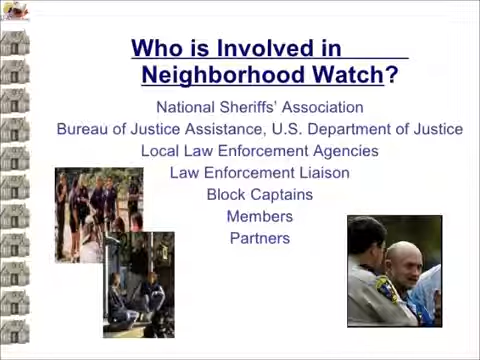 Who is Involved in
Neighborhood Watch?
National Sheriffs' Association
Bureau of Justice Assistance, U.S. Department of Justice
Local Law Enforcement Agencies
Law Enforcement Liaison
Block Captains
Members
Partners